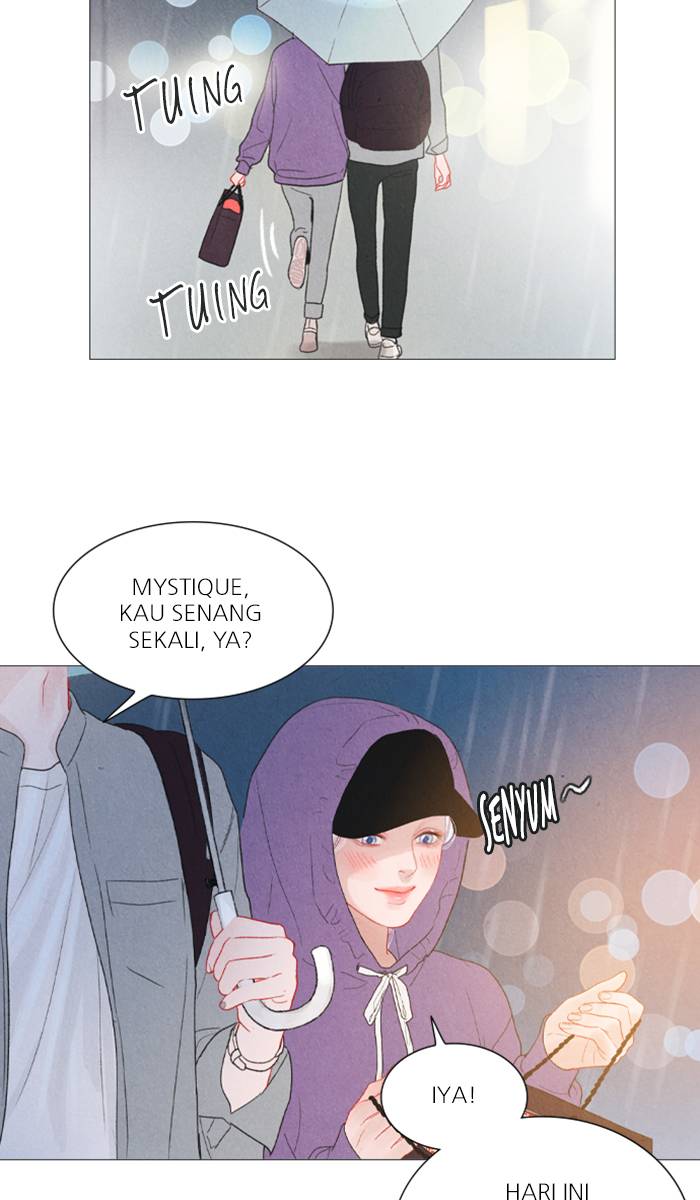 TUING
TUING
MYSTIQUE,
KAU SENANG
SEKALI, YA?
SENYUM~
IYA!
HARI INI